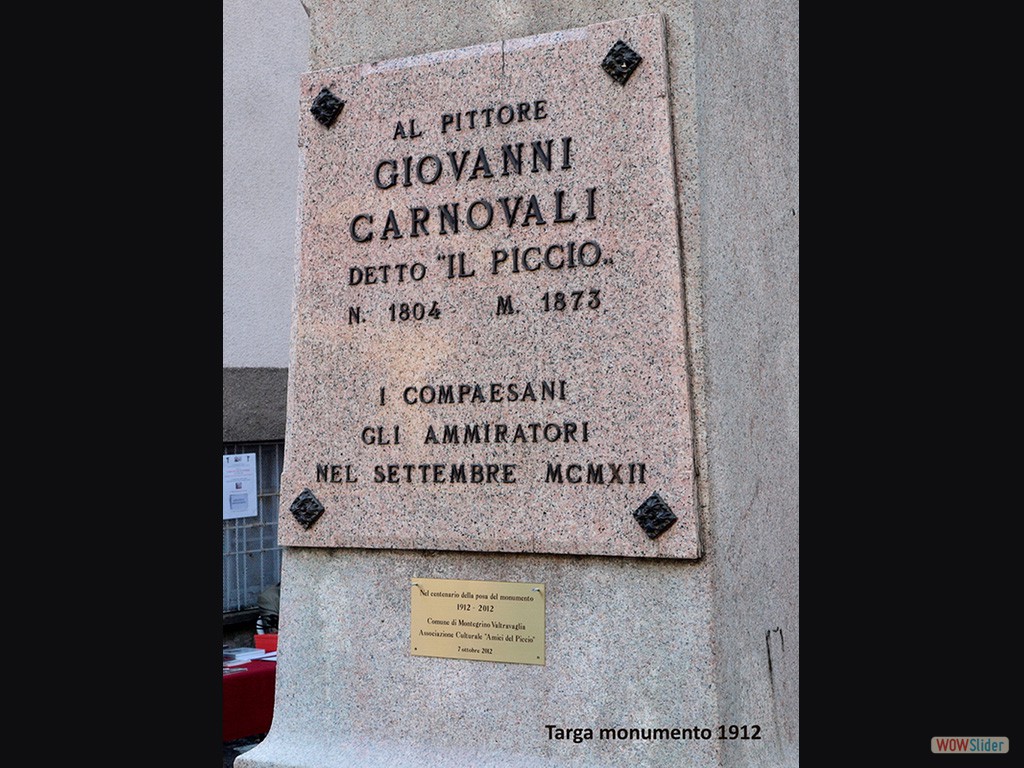 AL PITTORE
GIOVANNI
CARNOVALI
DETTO "IL PICCIO„
N. 1804 M. 1873
I COMPAESANI
GLI AMMIRATORI
NEL SETTEMBRE MCMXII
Nel centenario della posa del monumento
1912 - 2012
Comune di Montegrino Valtravaglia
Associazione Culturale "Amici del Piccio"
7 ottobre 2012
Targa monumento 1912
WOWSlider